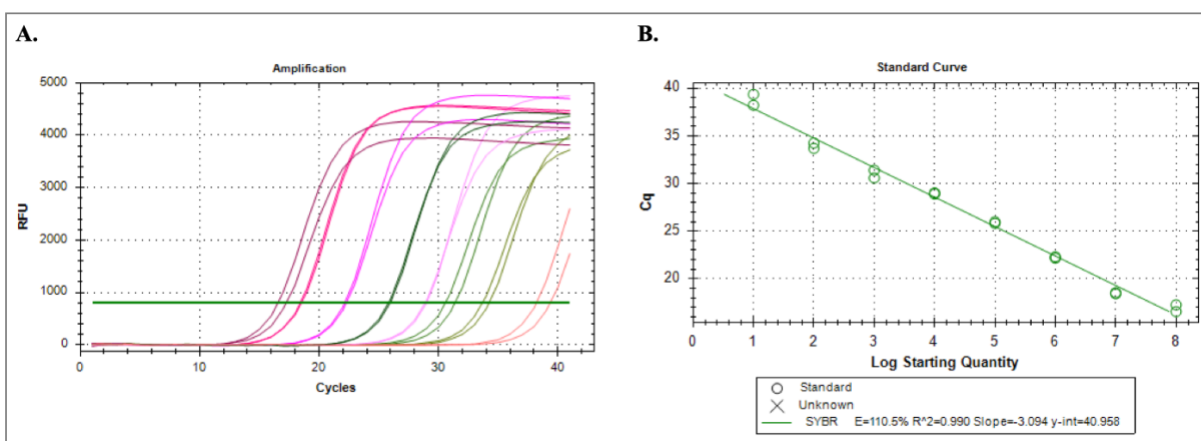 A.
Amplification
5000
4000
3000
2000
1000
0
RFU
0 10 20 30 40
Cycles
B.
Standard Curve
40
35
30
25
20
Cq
0 1 2 3 4 5 6 7 8
Log Starting Quantity
Standard
Unknown
SYBR E=110.5% R^2=0.990 Slope=-3.094 y-int=40.958